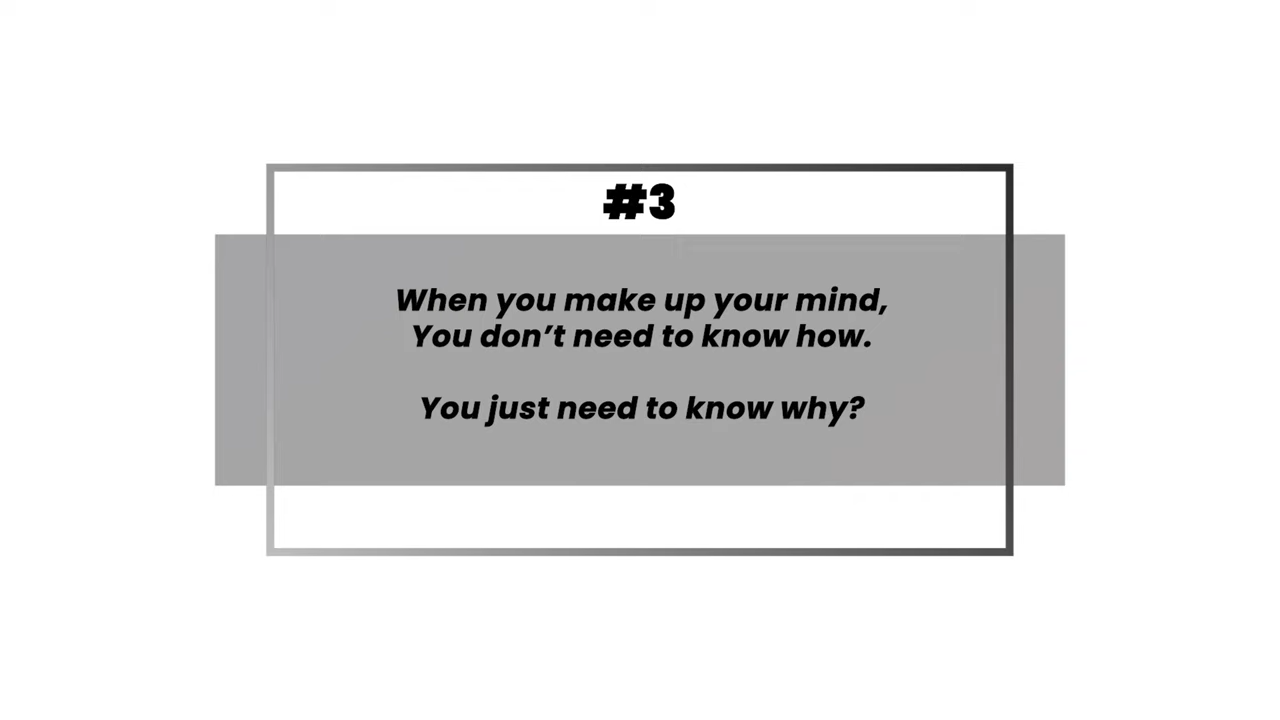 #3
When you make up your mind,
You don’t need to know how.
You just need to know why?